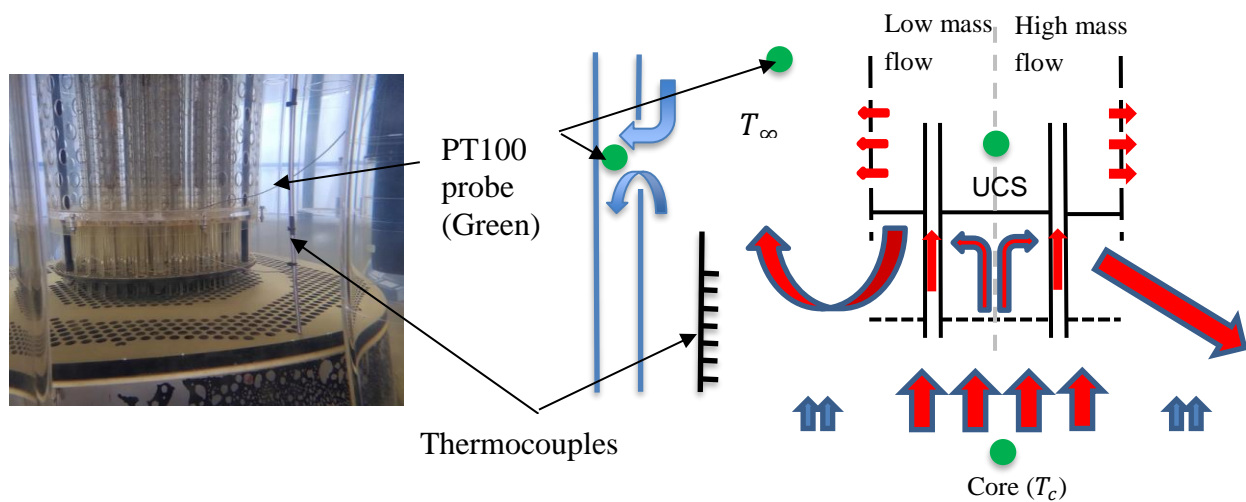 PT100
probe
(Green)
Thermocouples
T∞
Low mass
flow
High mass
flow
UCS
Core (Tc)